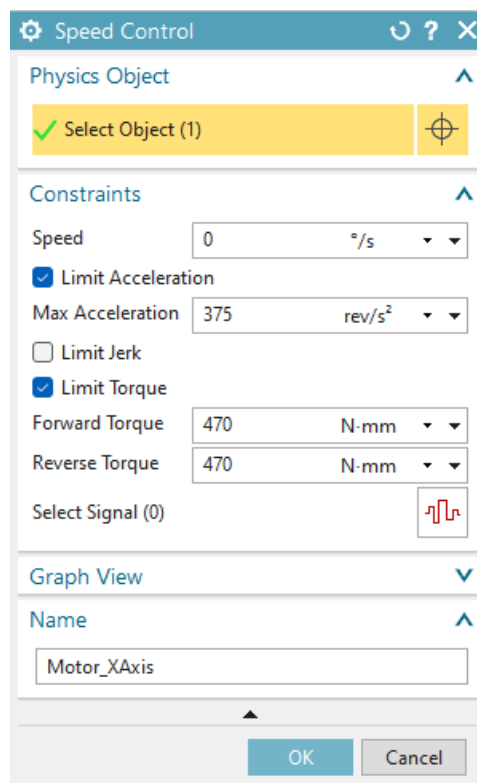 Speed Control
Physics Object
Select Object (1)
Constraints
Speed 0 °/s
Limit Acceleration
Max Acceleration 375 rev/s²
Limit Jerk
Limit Torque
Forward Torque 470 N·mm
Reverse Torque 470 N·mm
Select Signal (0)
Graph View
Name
Motor_XAxis
OK Cancel